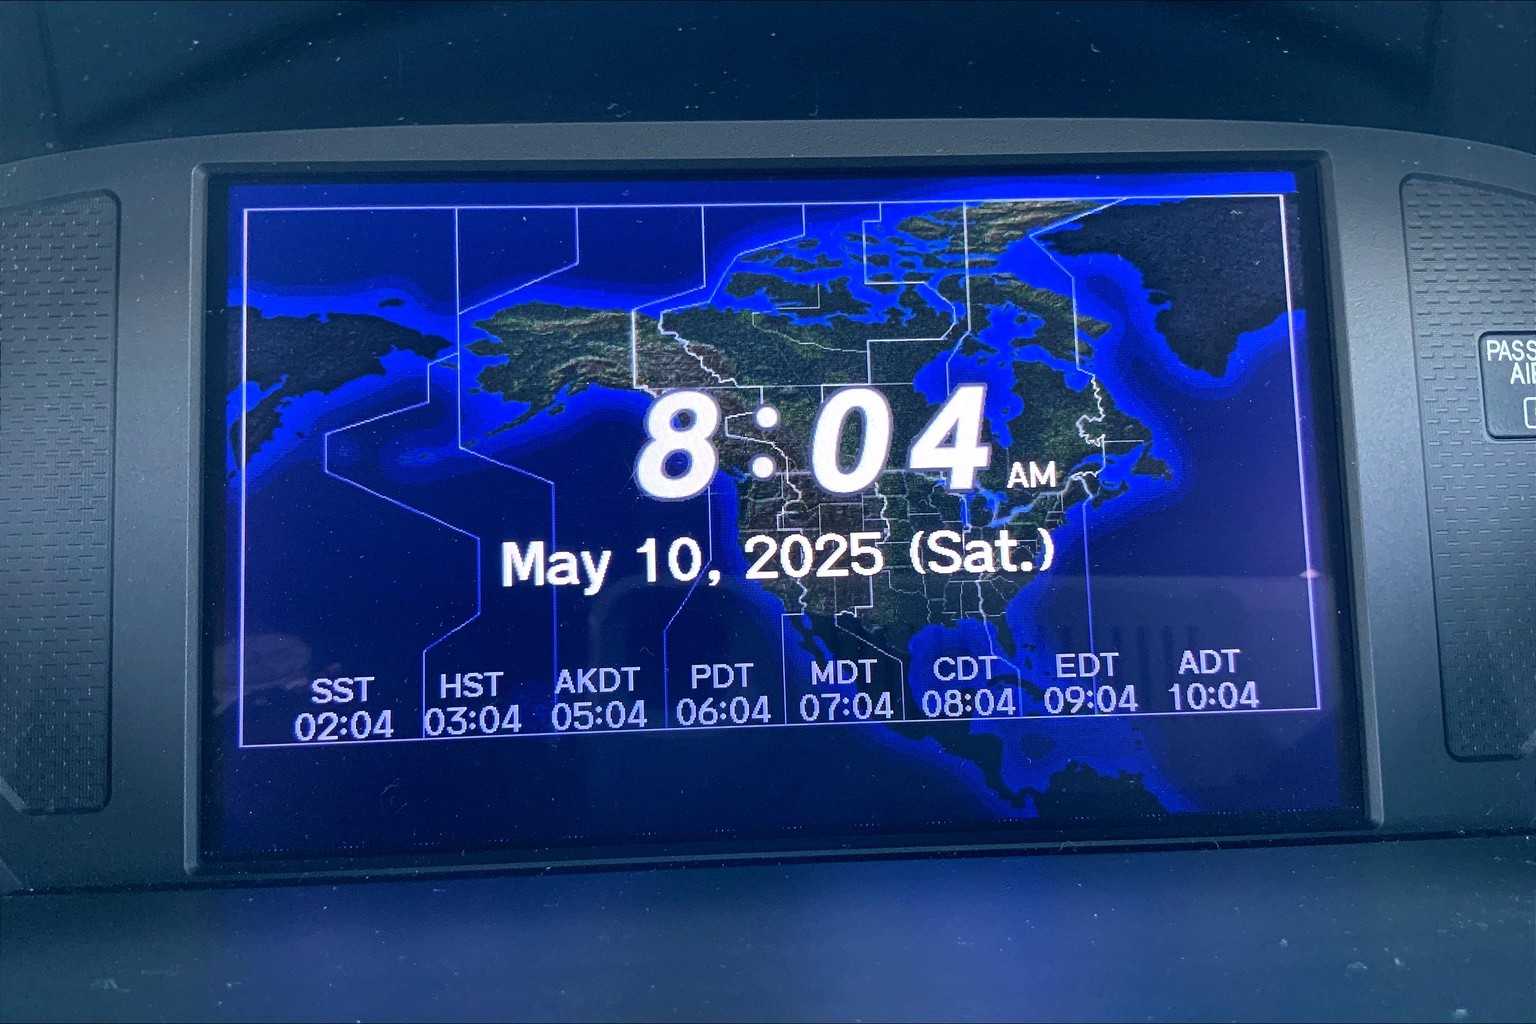 8:04 AM
May 10, 2025 (Sat.)
SST HST AKDT PDT MDT CDT EDT ADT
02:04 03:04 05:04 06:04 07:04 08:04 09:04 10:04